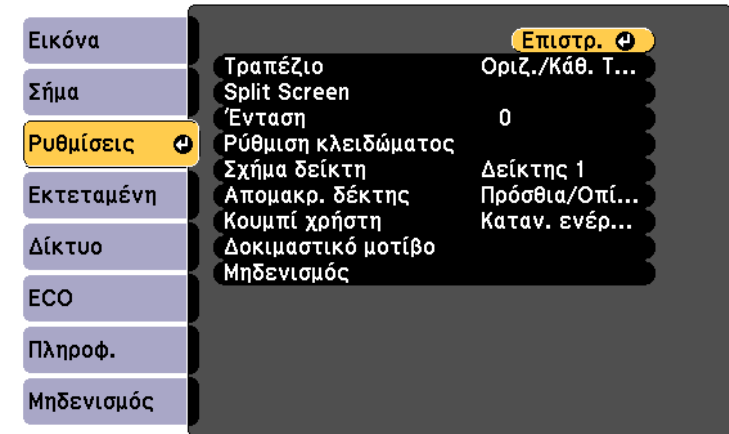 Εικόνα
Σήμα
Ρυθμίσεις
Εκτεταμένη
Δίκτυο
ECO
Πληροφ.
Μηδενισμός
Επιστρ.
Τραπέζιο Οριζ./Κάθ. Τ...
Split Screen
Ένταση 0
Ρύθμιση κλειδώματος
Σχήμα δείκτη Δείκτης 1
Απομακρ. δέκτης Πρόσθια/Οπί...
Κουμπί χρήστη Καταν. ενέρ...
Δοκιμαστικό μοτίβο
Μηδενισμός